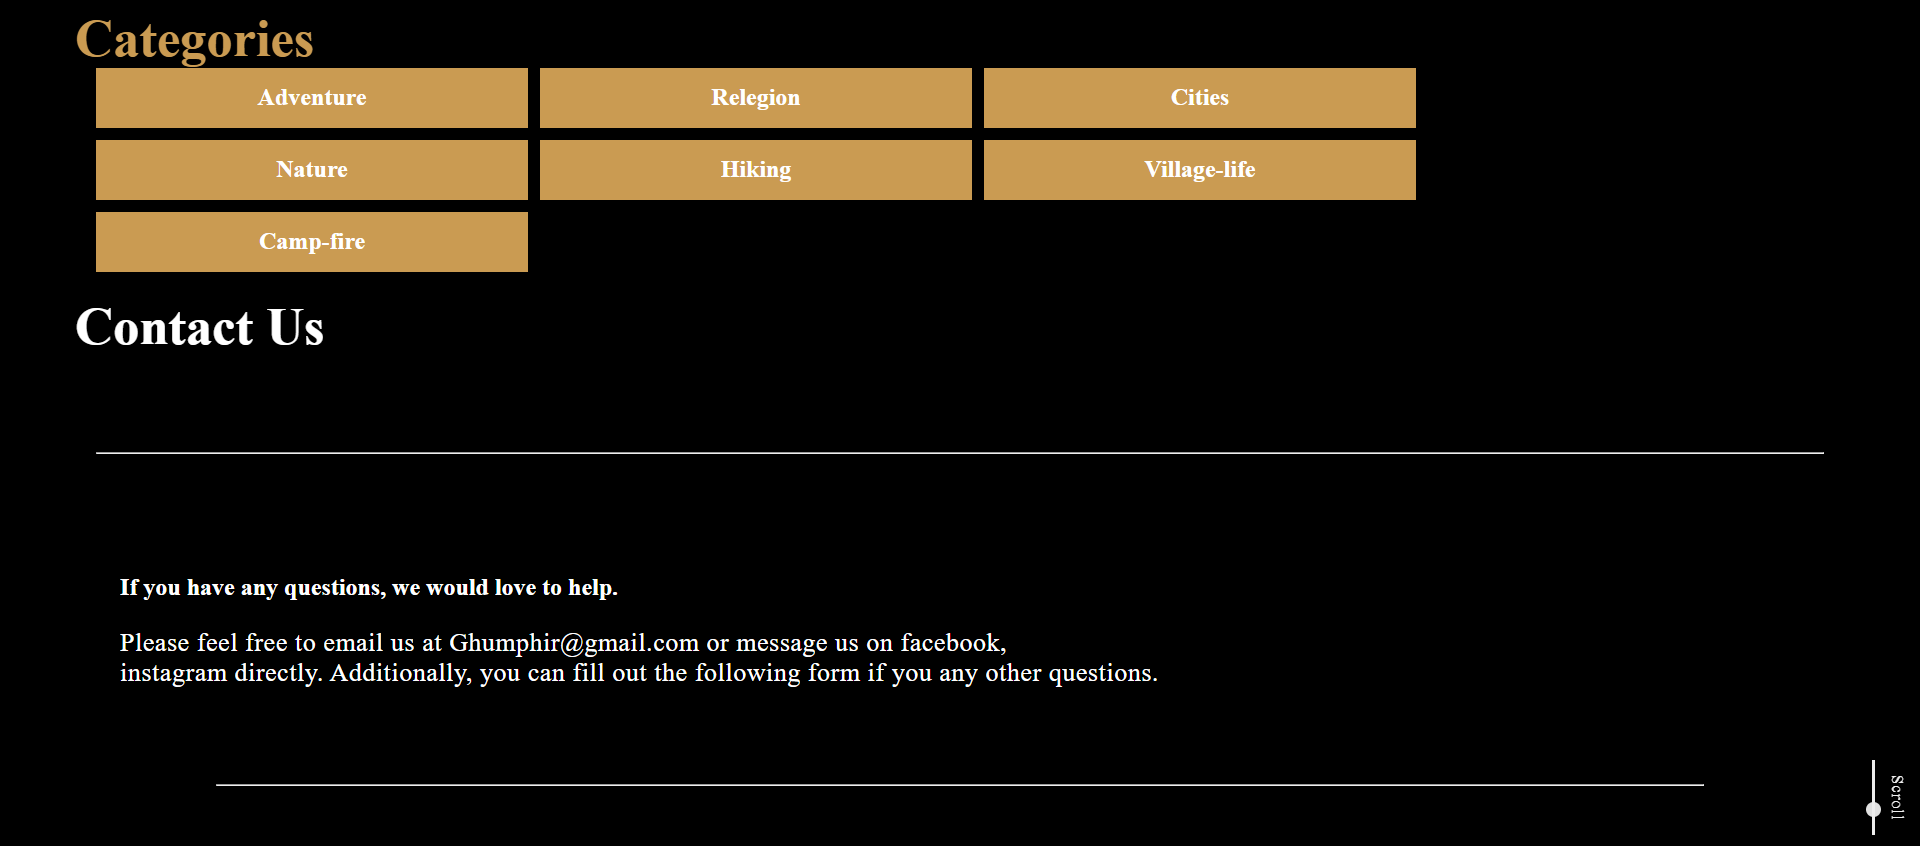 Categories
Adventure
Relegion
Cities
Nature
Hiking
Village-life
Camp-fire
Contact Us
If you have any questions, we would love to help.
Please feel free to email us at Ghumphir@gmail.com or message us on facebook,
instagram directly. Additionally, you can fill out the following form if you any other questions.
Scroll